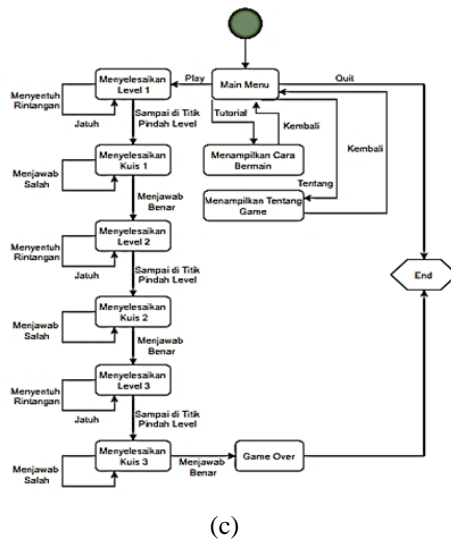 Menyelesaikan
Level 1
Play
Main Menu
Quit
Menyentuh
Rintangan
Jatuh
Sampai di Titik
Pindah Level
Tutorial
Kembali
Menyelesaikan
Kuis 1
Menampilkan Cara
Bermain
Kembali
Menjawab
Salah
Menjawab
Benar
Tentang
Menampilkan Tentang
Game
Menyelesaikan
Level 2
Menyentuh
Rintangan
Jatuh
Sampai di Titik
Pindah Level
End
Menyelesaikan
Kuis 2
Menjawab
Salah
Menjawab
Benar
Menyelesaikan
Level 3
Menyentuh
Rintangan
Jatuh
Sampai di Titik
Pindah Level
Menyelesaikan
Kuis 3
Menjawab
Salah
Menjawab
Benar
Game Over
(c)